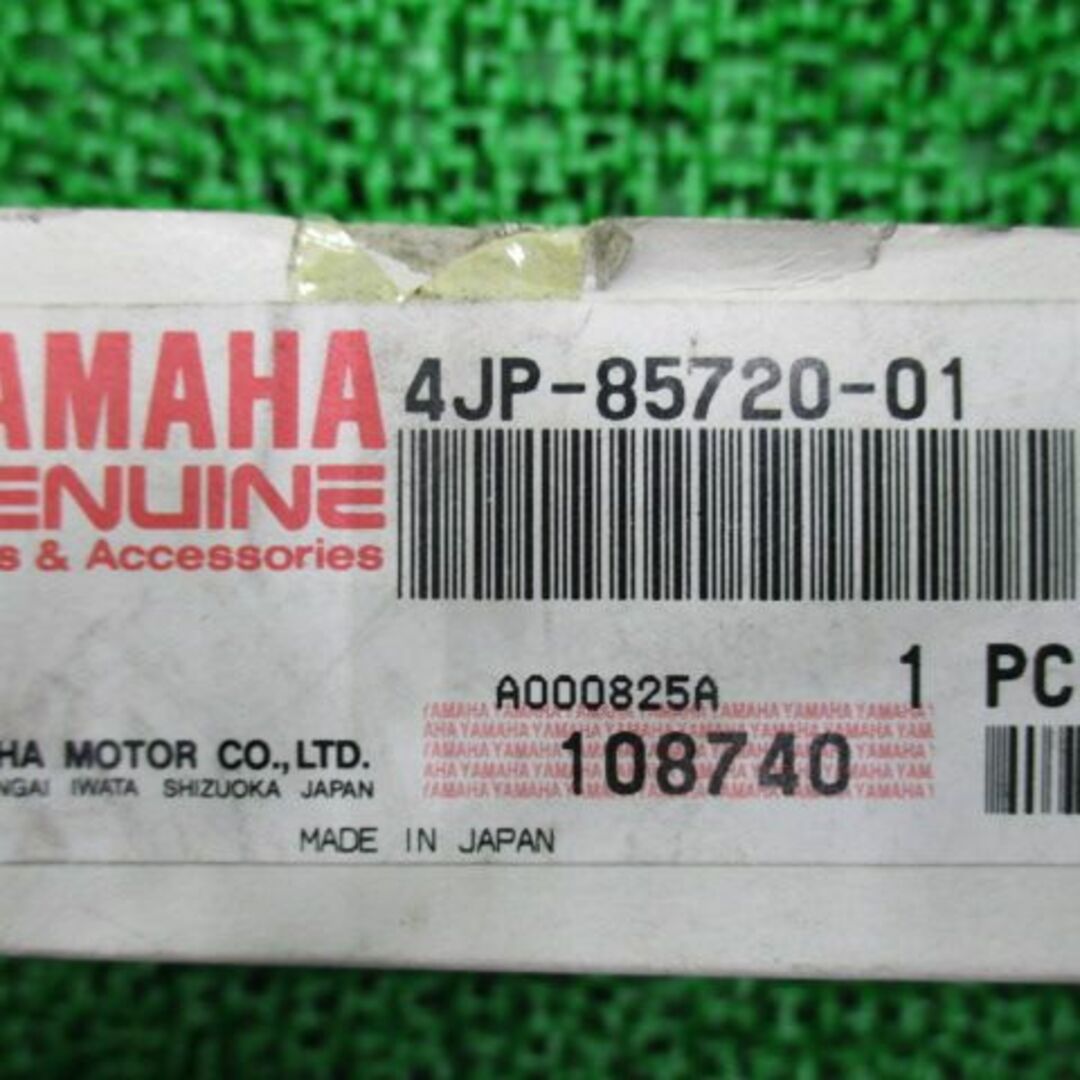 AMAHA
ENUINE
s & Accessories
4JP-85720-01
1 PC
A000825A
108740
HA MOTOR CO., LTD.
NGAI IWATA SHIZUOKA JAPAN
MADE IN JAPAN